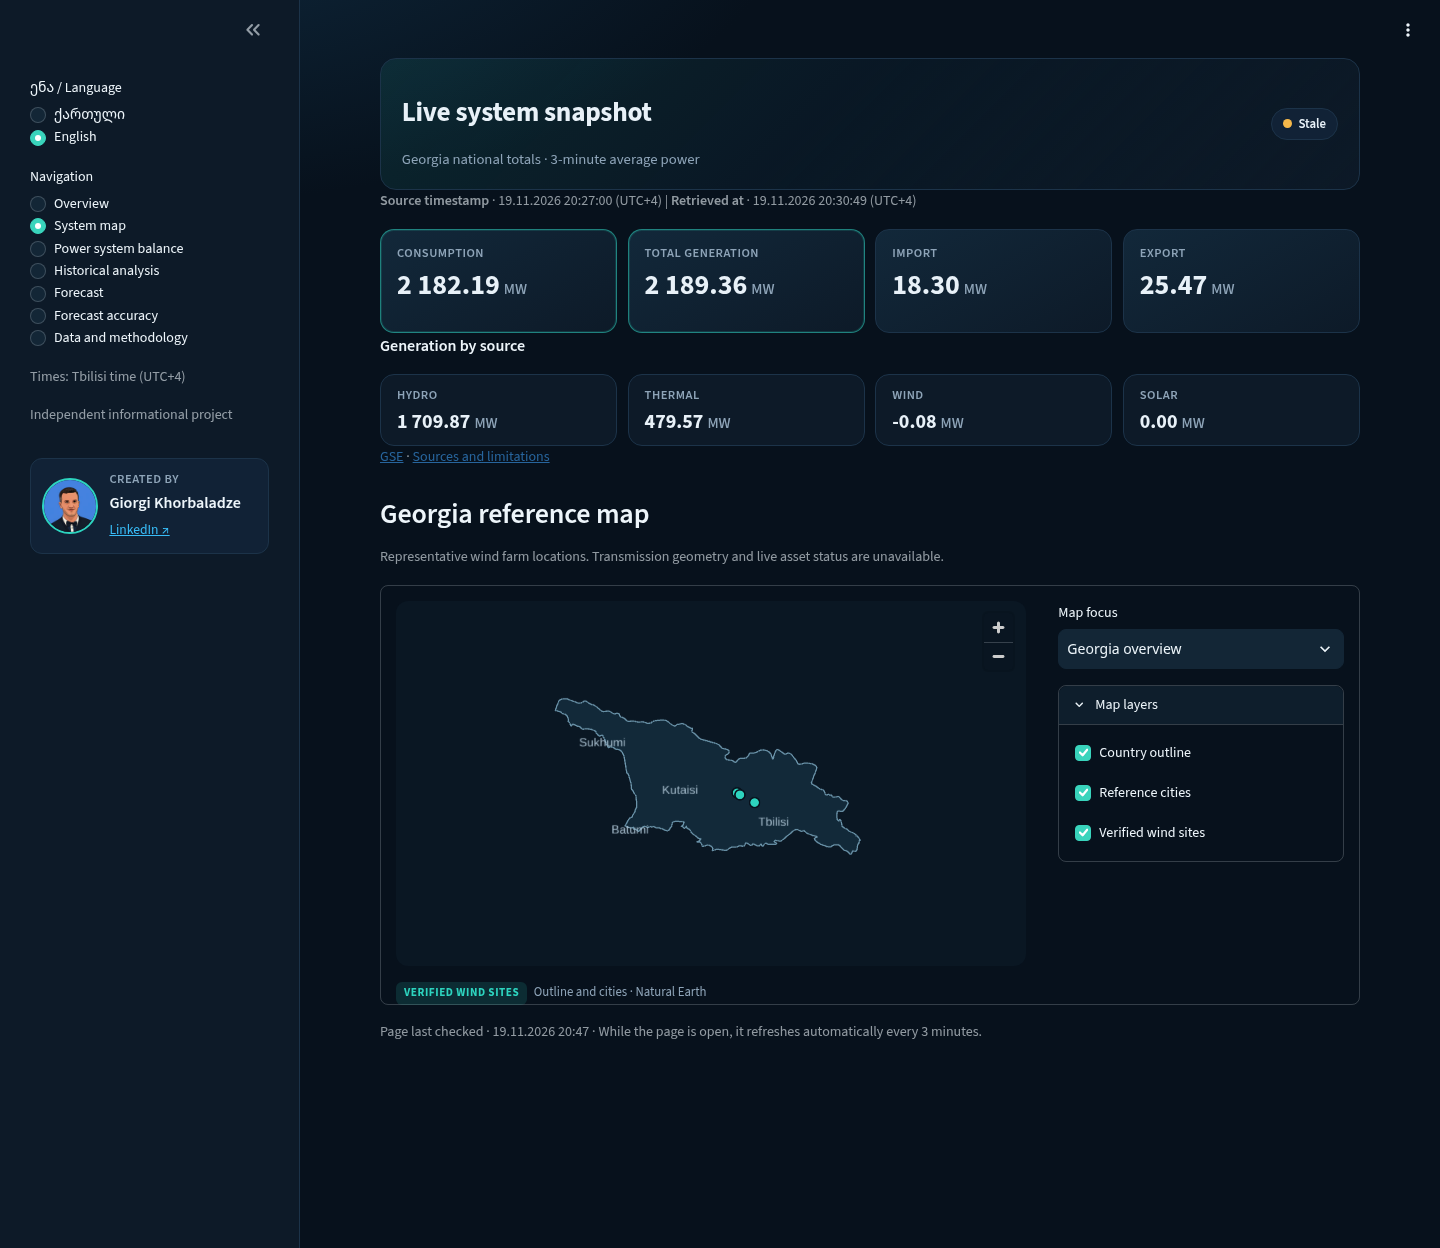 ენა / Language
ქართული
English
Navigation
Overview
System map
Power system balance
Historical analysis
Forecast
Forecast accuracy
Data and methodology
Times: Tbilisi time (UTC+4)
Independent informational project
CREATED BY
Giorgi Khorbaladze
LinkedIn ↗
Live system snapshot
Stale
Georgia national totals · 3-minute average power
Source timestamp · 19.11.2026 20:27:00 (UTC+4) | Retrieved at · 19.11.2026 20:30:49 (UTC+4)
CONSUMPTION
2 182.19 MW
TOTAL GENERATION
2 189.36 MW
IMPORT
18.30 MW
EXPORT
25.47 MW
Generation by source
HYDRO
1 709.87 MW
THERMAL
479.57 MW
WIND
-0.08 MW
SOLAR
0.00 MW
GSE · Sources and limitations
Georgia reference map
Representative wind farm locations. Transmission geometry and live asset status are unavailable.
Sukhumi
Kutaisi
Tbilisi
Batumi
Map focus
Georgia overview
Map layers
Country outline
Reference cities
Verified wind sites
VERIFIED WIND SITES Outline and cities · Natural Earth
Page last checked · 19.11.2026 20:47 · While the page is open, it refreshes automatically every 3 minutes.